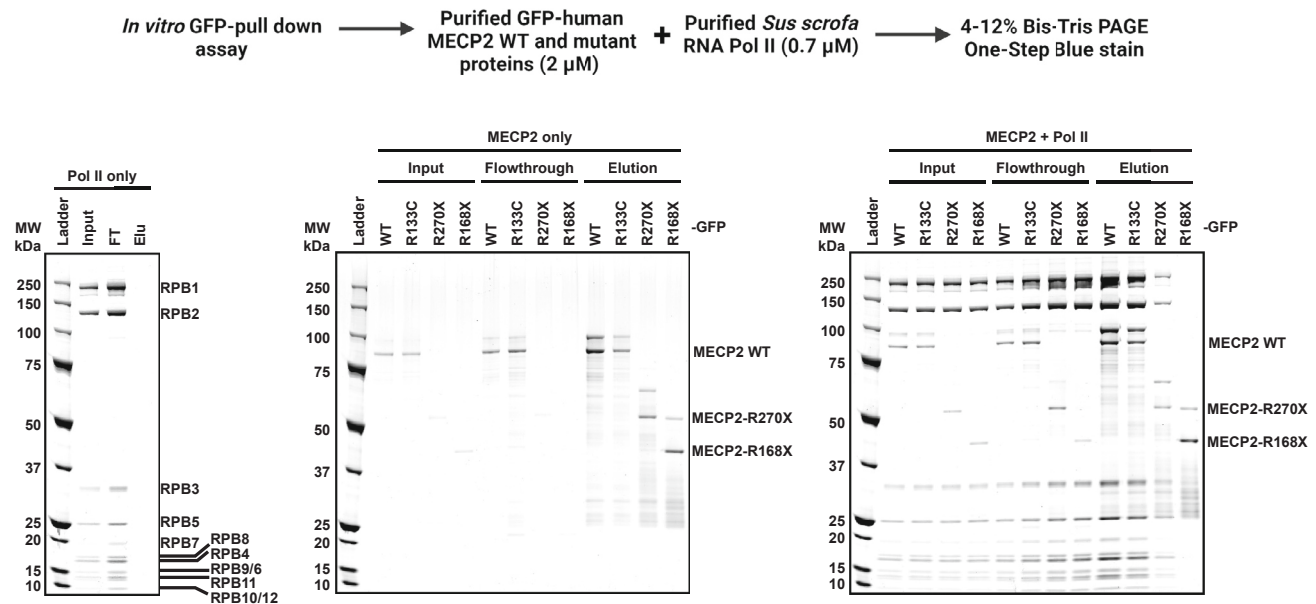 In vitro GFP-pull down
assay
Purified GFP-human
MECP2 WT and mutant
proteins (2 µM)
+
Purified Sus scrofa
RNA Pol II (0.7 µM)
4-12% Bis-Tris PAGE
One-Step Blue stain
Pol II only
MW
kDa
Ladder
Input
FT
Elu
250
150
100
75
50
37
25
20
15
10
RPB1
RPB2
RPB3
RPB5
RPB7
RPB8
RPB4
RPB9/6
RPB11
RPB10/12
MECP2 only
Input Flowthrough Elution
MW
kDa
Ladder
WT
R133C
R270X
R168X
WT
R133C
R270X
R168X
WT
R133C
R270X
R168X
-GFP
250
150
100
75
50
37
25
20
15
10
MECP2 WT
MECP2-R270X
MECP2-R168X
MECP2 + Pol II
Input Flowthrough Elution
MW
kDa
Ladder
WT
R133C
R270X
R168X
WT
R133C
R270X
R168X
WT
R133C
R270X
R168X
-GFP
250
150
100
75
50
37
25
20
15
10
MECP2 WT
MECP2-R270X
MECP2-R168X